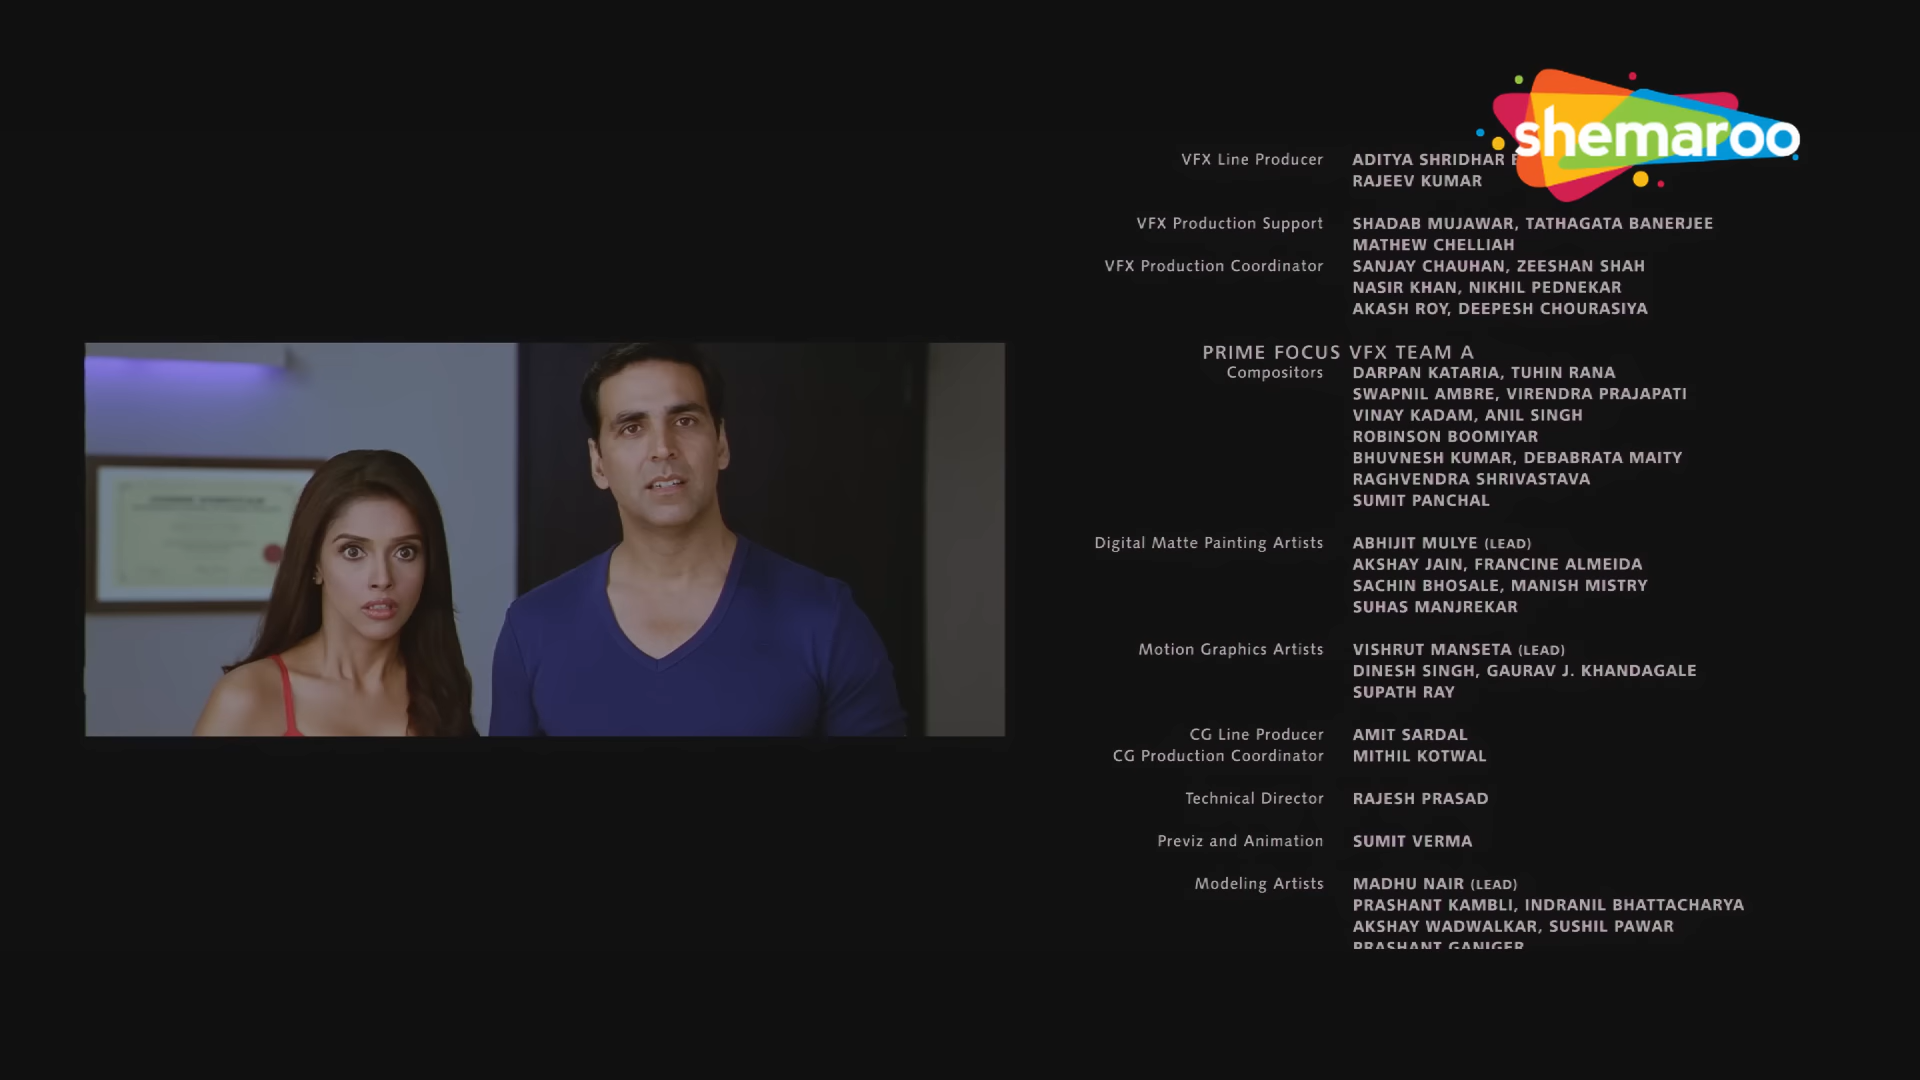 shemaroo
VFX Line Producer ADITYA SHRIDHAR
RAJEEV KUMAR
VFX Production Support SHADAB MUJAWAR, TATHAGATA BANERJEE
MATHEW CHELLIAH
VFX Production Coordinator SANJAY CHAUHAN, ZEESHAN SHAH
NASIR KHAN, NIKHIL PEDNEKAR
AKASH ROY, DEEPESH CHOURASIYA
PRIME FOCUS VFX TEAM A
Compositors DARPAN KATARIA, TUHIN RANA
SWAPNIL AMBRE, VIRENDRA PRAJAPATI
VINAY KADAM, ANIL SINGH
ROBINSON BOOMIYAR
BHUVNESH KUMAR, DEBABRATA MAITY
RAGHVENDRA SHRIVASTAVA
SUMIT PANCHAL
Digital Matte Painting Artists ABHIJIT MULYE (LEAD)
AKSHAY JAIN, FRANCINE ALMEIDA
SACHIN BHOSALE, MANISH MISTRY
SUHAS MANJREKAR
Motion Graphics Artists VISHRUT MANSETA (LEAD)
DINESH SINGH, GAURAV J. KHANDAGALE
SUPATH RAY
CG Line Producer AMIT SARDAL
CG Production Coordinator MITHIL KOTWAL
Technical Director RAJESH PRASAD
Previz and Animation SUMIT VERMA
Modeling Artists MADHU NAIR (LEAD)
PRASHANT KAMBLI, INDRANIL BHATTACHARYA
AKSHAY WADWALKAR, SUSHIL PAWAR
PRASHANT GANIGER